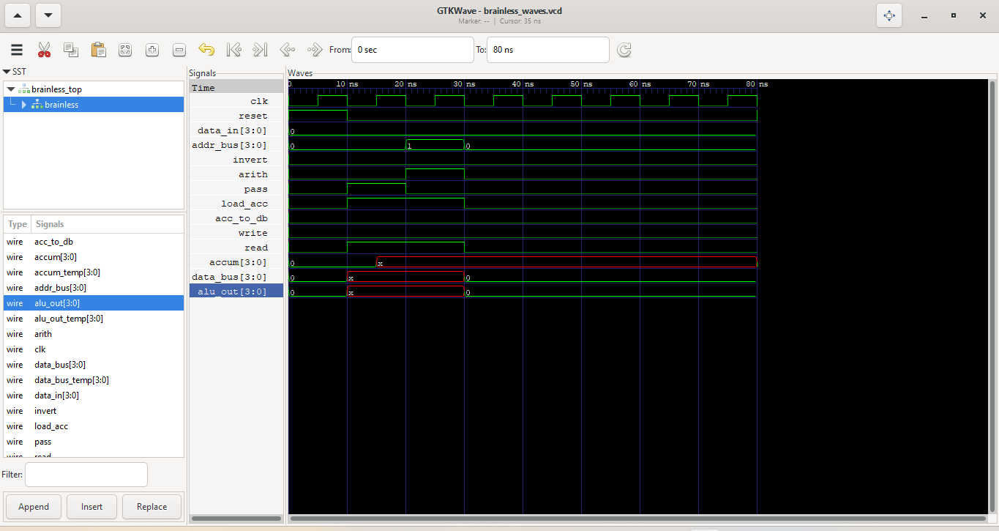 GTKWave - brainless_waves.vcd
Marker: -- | Cursor: 35 ns
From: 0 sec To: 80 ns
SST
brainless_top
brainless
Type Signals
wire acc_to_db
wire accum[3:0]
wire accum_temp[3:0]
wire addr_bus[3:0]
wire alu_out[3:0]
wire alu_out_temp[3:0]
wire arith
wire clk
wire data_bus[3:0]
wire data_bus_temp[3:0]
wire data_in[3:0]
wire invert
wire load_acc
wire pass
wire read
Filter:
Append Insert Replace
Signals
Time
clk
reset
data_in[3:0]
addr_bus[3:0]
invert
arith
pass
load_acc
acc_to_db
write
read
accum[3:0]
data_bus[3:0]
alu_out[3:0]
Waves
0 10 ns 20 ns 30 ns 40 ns 50 ns 60 ns 70 ns 80 ns
0
0 1 0
0 x
0 x 0
0 x 0